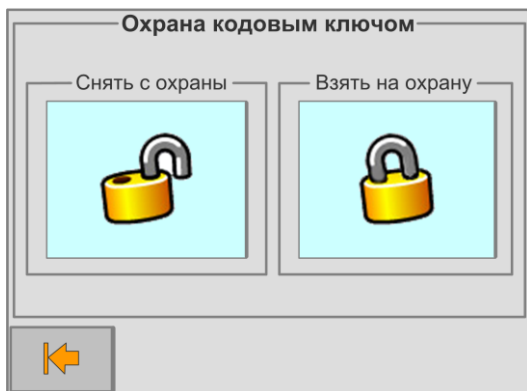 Охрана кодовым ключом
Снять с охраны
Взять на охрану